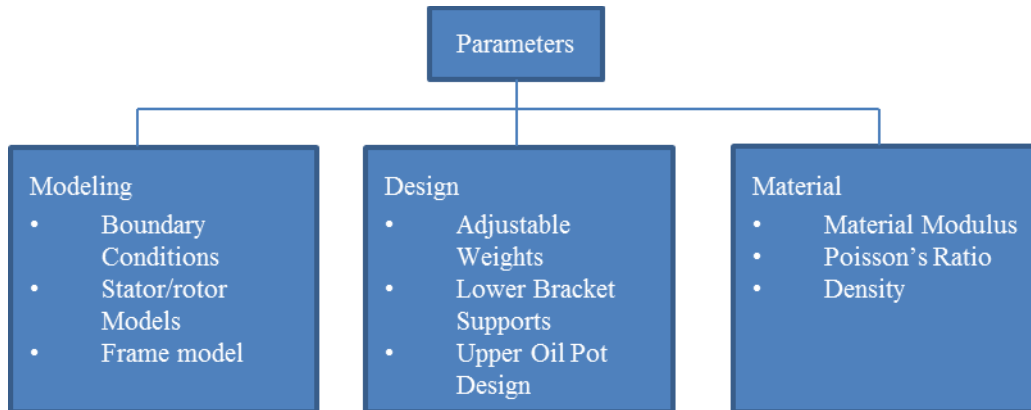 Parameters
Modeling
• Boundary
Conditions
• Stator/rotor
Models
• Frame model
Design
• Adjustable
Weights
• Lower Bracket
Supports
• Upper Oil Pot
Design
Material
• Material Modulus
• Poisson’s Ratio
• Density